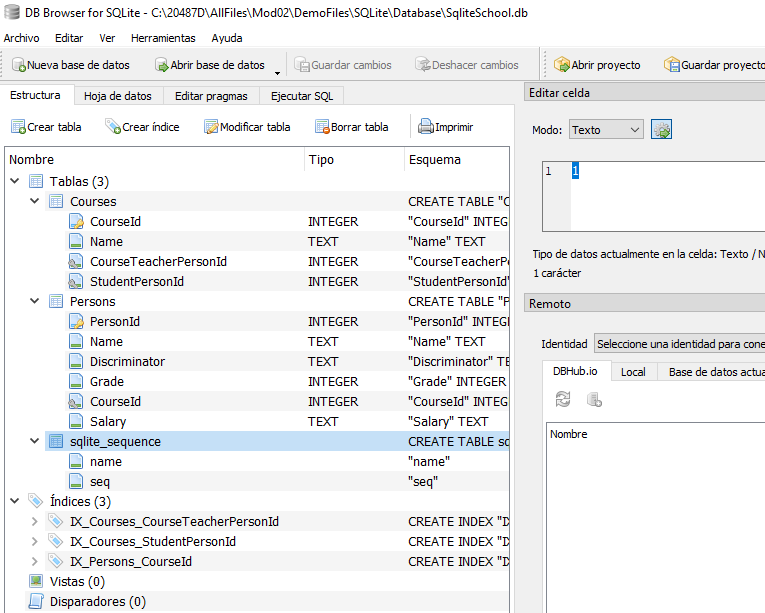 DB Browser for SQLite - C:\20487D\AllFiles\Mod02\DemoFiles\SQLite\Database\SqliteSchool.db
Archivo Editar Ver Herramientas Ayuda
Nueva base de datos Abrir base de datos Guardar cambios Deshacer cambios Abrir proyecto Guardar proyecto
Estructura Hoja de datos Editar pragmas Ejecutar SQL
Crear tabla Crear índice Modificar tabla Borrar tabla Imprimir
Nombre Tipo Esquema
Tablas (3)
Courses CREATE TABLE "C
CourseId INTEGER "CourseId" INTEG
Name TEXT "Name" TEXT
CourseTeacherPersonId INTEGER "CourseTeacherPe
StudentPersonId INTEGER "StudentPersonId"
Persons CREATE TABLE "P
PersonId INTEGER "PersonId" INTEG
Name TEXT "Name" TEXT
Discriminator TEXT "Discriminator" TE
Grade INTEGER "Grade" INTEGER
CourseId INTEGER "CourseId" INTEG
Salary TEXT "Salary" TEXT
sqlite_sequence CREATE TABLE sq
name "name"
seq "seq"
Índices (3)
IX_Courses_CourseTeacherPersonId CREATE INDEX "IX
IX_Courses_StudentPersonId CREATE INDEX "IX
IX_Persons_CourseId CREATE INDEX "IX
Vistas (0)
Disparadores (0)
Editar celda
Modo: Texto
1 1
Tipo de datos actualmente en la celda: Texto / N
1 carácter
Remoto
Identidad Seleccione una identidad para cone
DBHub.io Local Base de datos actua
Nombre